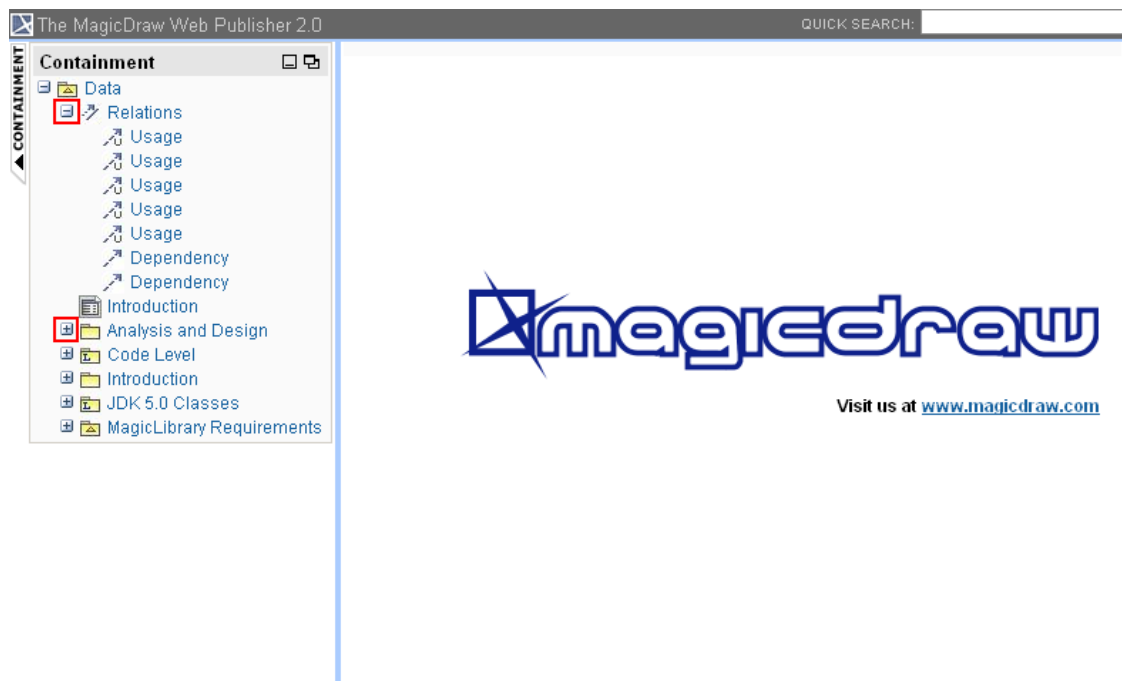 The MagicDraw Web Publisher 2.0
QUICK SEARCH:
CONTAINMENT
Containment
Data
Relations
Usage
Usage
Usage
Usage
Usage
Dependency
Dependency
Introduction
Analysis and Design
Code Level
Introduction
JDK 5.0 Classes
MagicLibrary Requirements
magicdraw
Visit us at www.magicdraw.com